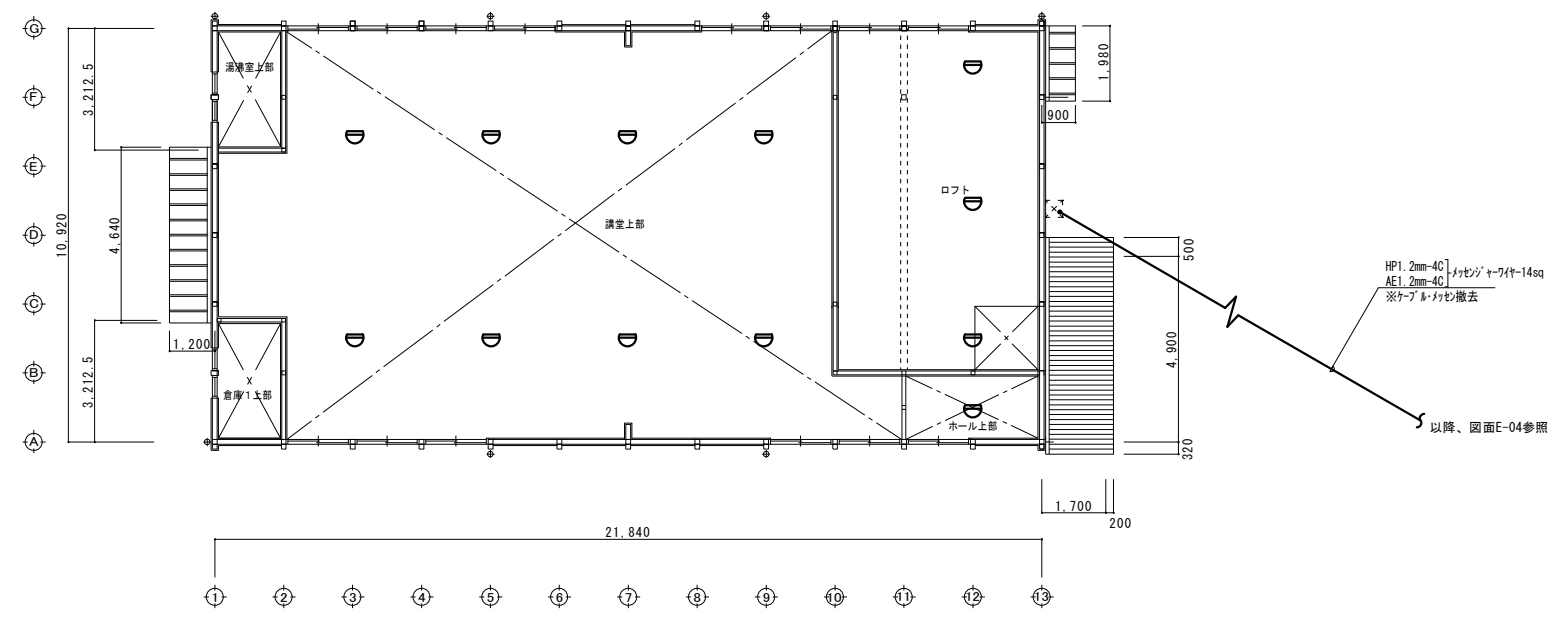 G
F
E
D
C
B
A
10,920
3,212.5
4,640
3,212.5
1,200
湯沸室上部
倉庫1上部
講堂上部
ロフト
ホール上部
1,980
900
500
4,900
320
1,700
200
HP1.2mm-4C
AE1.2mm-4C
メッセンジャーワイヤー14sq
※ケーブル・メッセン撤去
以降、図面E-04参照
21,840
1 2 3 4 5 6 7 8 9 10 11 12 13